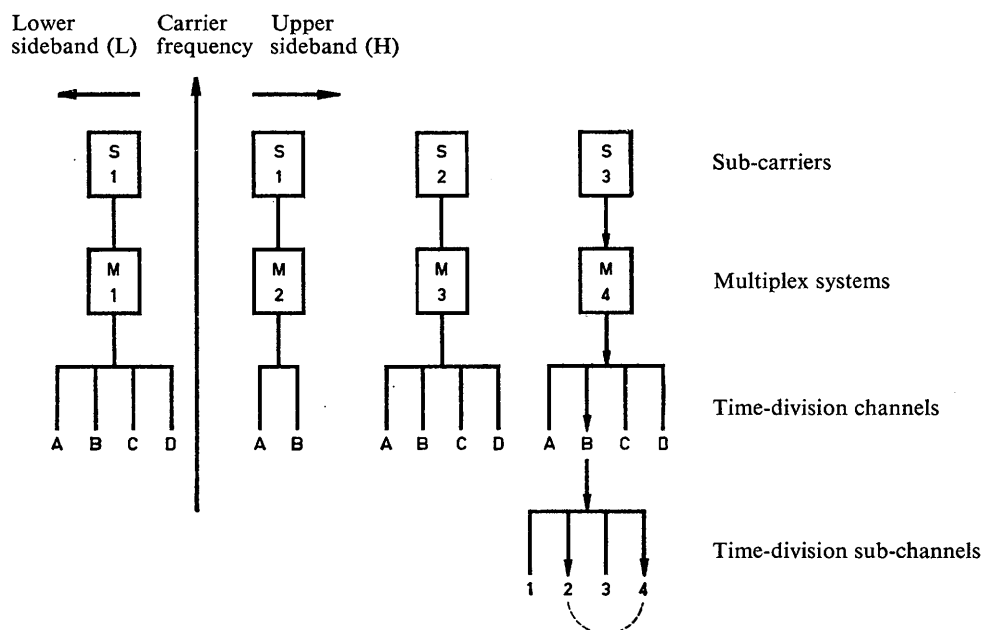 Lower sideband (L)
Carrier frequency
Upper sideband (H)
S 1
S 1
S 2
S 3
Sub-carriers
M 1
M 2
M 3
M 4
Multiplex systems
A B C D
A B
A B C D
A B C D
Time-division channels
1 2 3 4
Time-division sub-channels